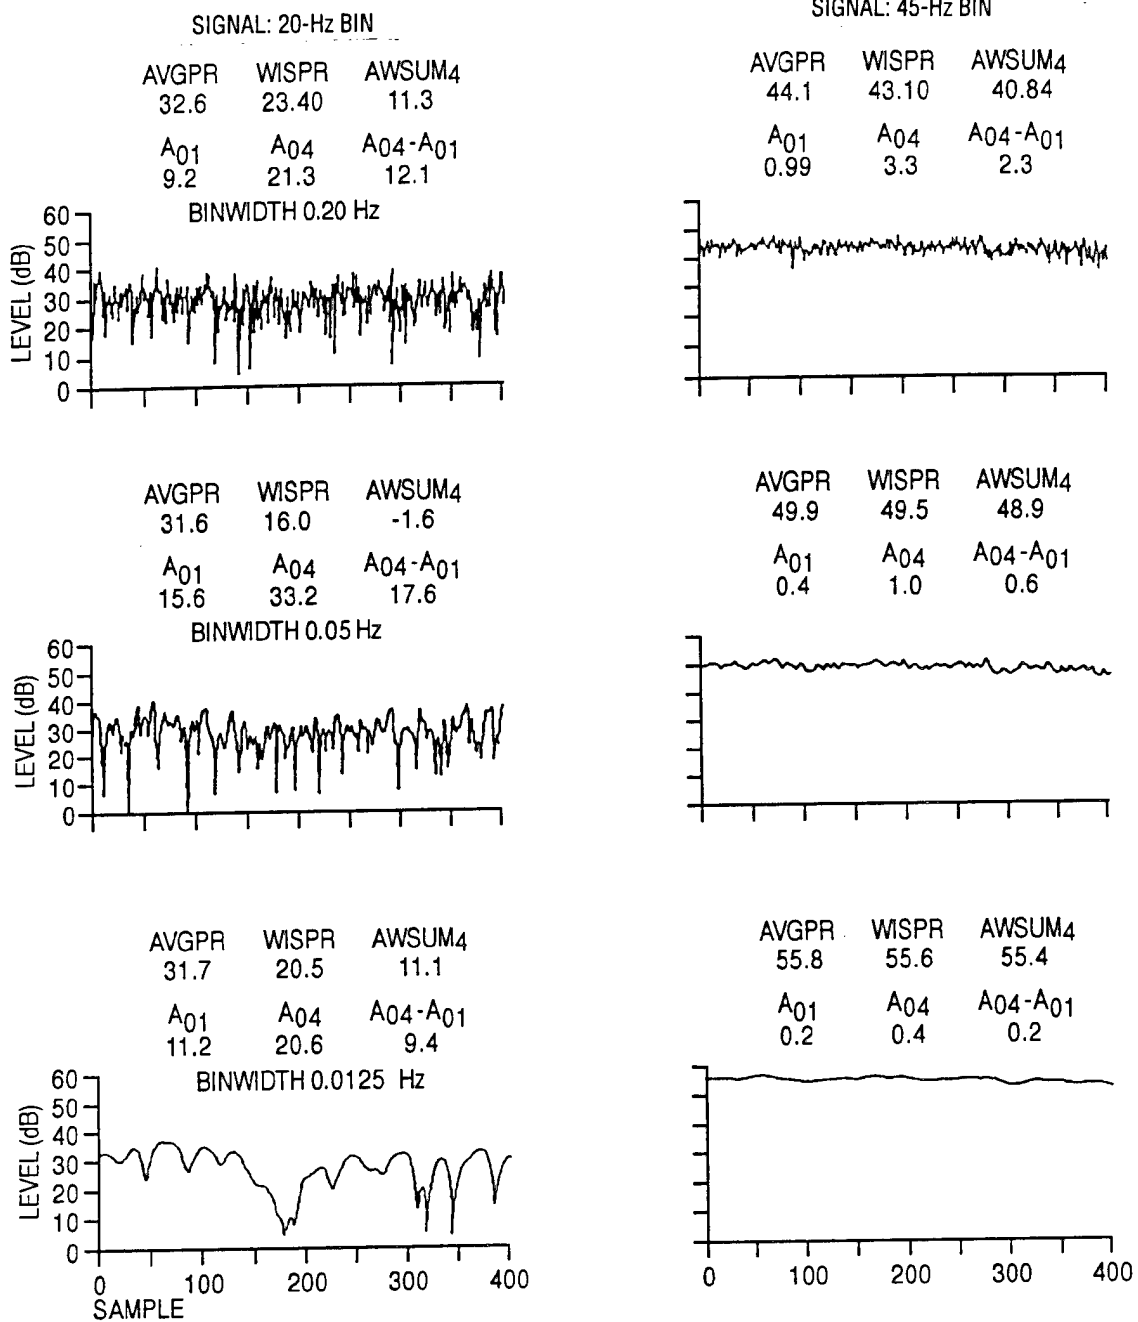 SIGNAL: 20-Hz BIN
AVGPR WISPR AWSUM4
32.6 23.40 11.3
A01 A04 A04-A01
9.2 21.3 12.1
BINWIDTH 0.20 Hz
60
50
40
30
20
10
0
LEVEL (dB)
SIGNAL: 45-Hz BIN
AVGPR WISPR AWSUM4
44.1 43.10 40.84
A01 A04 A04-A01
0.99 3.3 2.3
AVGPR WISPR AWSUM4
31.6 16.0 -1.6
A01 A04 A04-A01
15.6 33.2 17.6
BINWIDTH 0.05 Hz
60
50
40
30
20
10
0
LEVEL (dB)
AVGPR WISPR AWSUM4
49.9 49.5 48.9
A01 A04 A04-A01
0.4 1.0 0.6
AVGPR WISPR AWSUM4
31.7 20.5 11.1
A01 A04 A04-A01
11.2 20.6 9.4
BINWIDTH 0.0125 Hz
60
50
40
30
20
10
0
LEVEL (dB)
0 100 200 300 400
SAMPLE
AVGPR WISPR AWSUM4
55.8 55.6 55.4
A01 A04 A04-A01
0.2 0.4 0.2
0 100 200 300 400